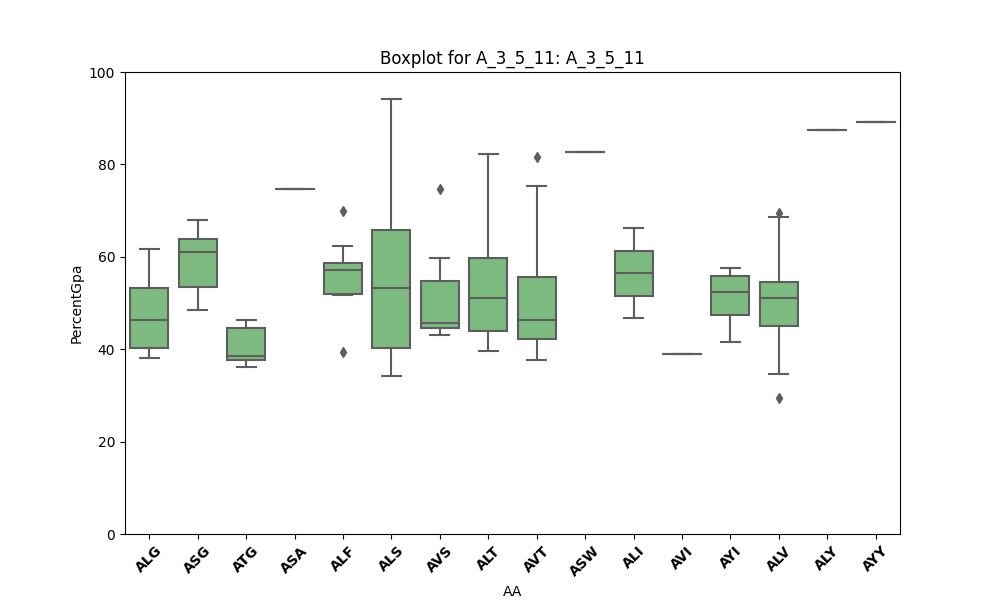 Boxplot for A_3_5_11: A_3_5_11
PercentGpa
100
80
60
40
20
0
ALG ASG ATG ASA ALF ALS AVS ALT AVT ASW ALI AVI AYI ALV ALY AYY
AA